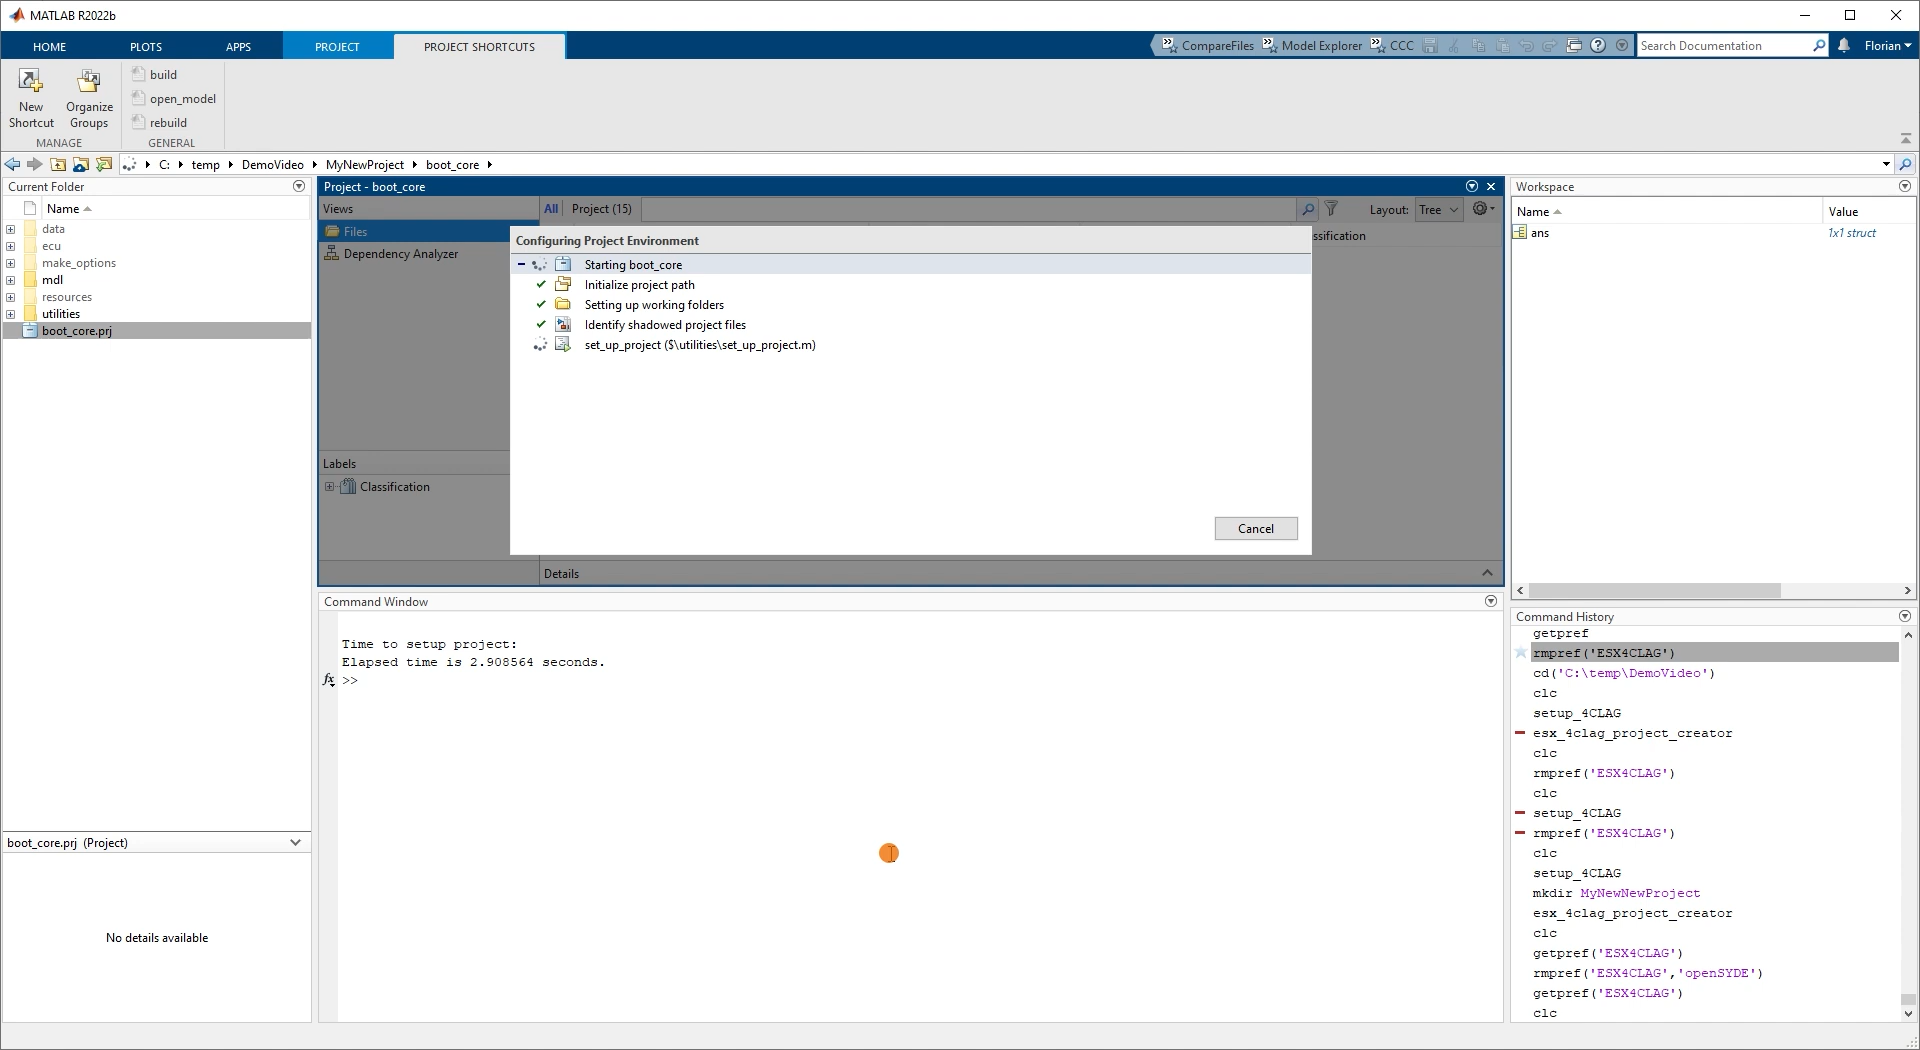 MATLAB R2022b
HOME
PLOTS
APPS
PROJECT
PROJECT SHORTCUTS
CompareFiles
Model Explorer
CCC
Search Documentation
Florian
New Shortcut
Organize Groups
build
open_model
rebuild
MANAGE
GENERAL
C:
temp
DemoVideo
MyNewProject
boot_core
Current Folder
Name
data
ecu
make_options
mdl
resources
utilities
boot_core.prj
boot_core.prj (Project)
No details available
Project - boot_core
Views
All
Project (15)
Layout:
Tree
Files
Dependency Analyzer
ssification
Labels
Classification
Configuring Project Environment
Starting boot_core
Initialize project path
Setting up working folders
Identify shadowed project files
set_up_project ($\utilities\set_up_project.m)
Cancel
Details
Command Window
Time to setup project:
Elapsed time is 2.908564 seconds.
fx
>>
Workspace
Name
Value
ans
1x1 struct
Command History
getpref
rmpref('ESX4CLAG')
cd('C:\temp\DemoVideo')
clc
setup_4CLAG
esx_4clag_project_creator
clc
rmpref('ESX4CLAG')
clc
setup_4CLAG
rmpref('ESX4CLAG')
clc
setup_4CLAG
mkdir MyNewNewProject
esx_4clag_project_creator
clc
getpref('ESX4CLAG')
rmpref('ESX4CLAG','openSYDE')
getpref('ESX4CLAG')
clc